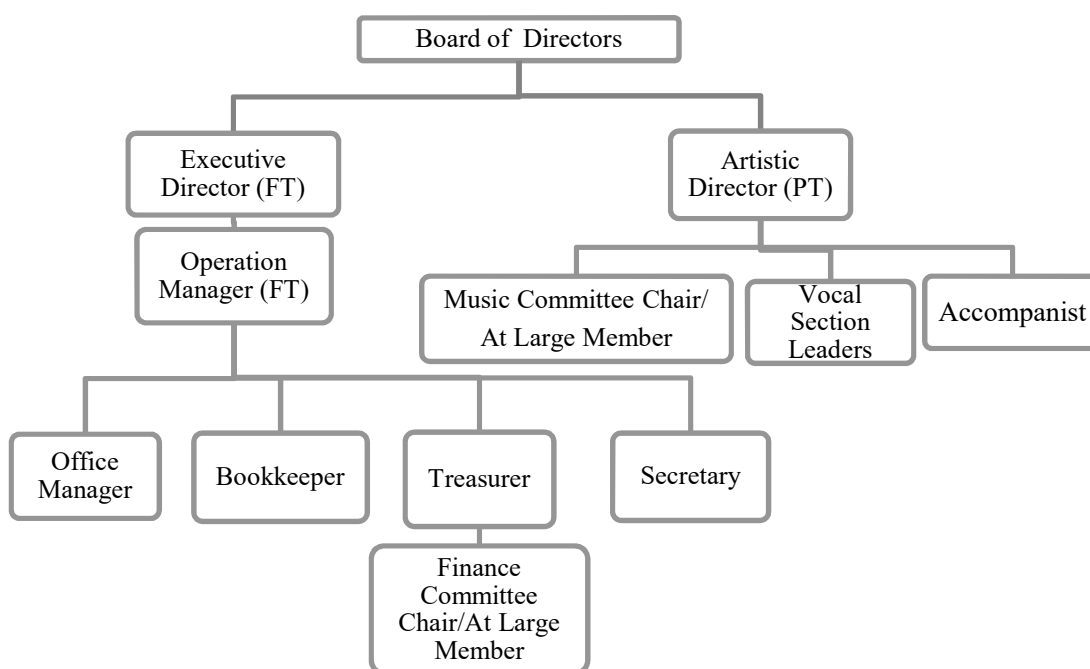 Board of Directors
Executive
Director (FT)
Artistic
Director (PT)
Operation
Manager (FT)
Music Committee Chair/
At Large Member
Vocal
Section
Leaders
Accompanist
Office
Manager
Bookkeeper
Treasurer
Secretary
Finance
Committee
Chair/At Large
Member